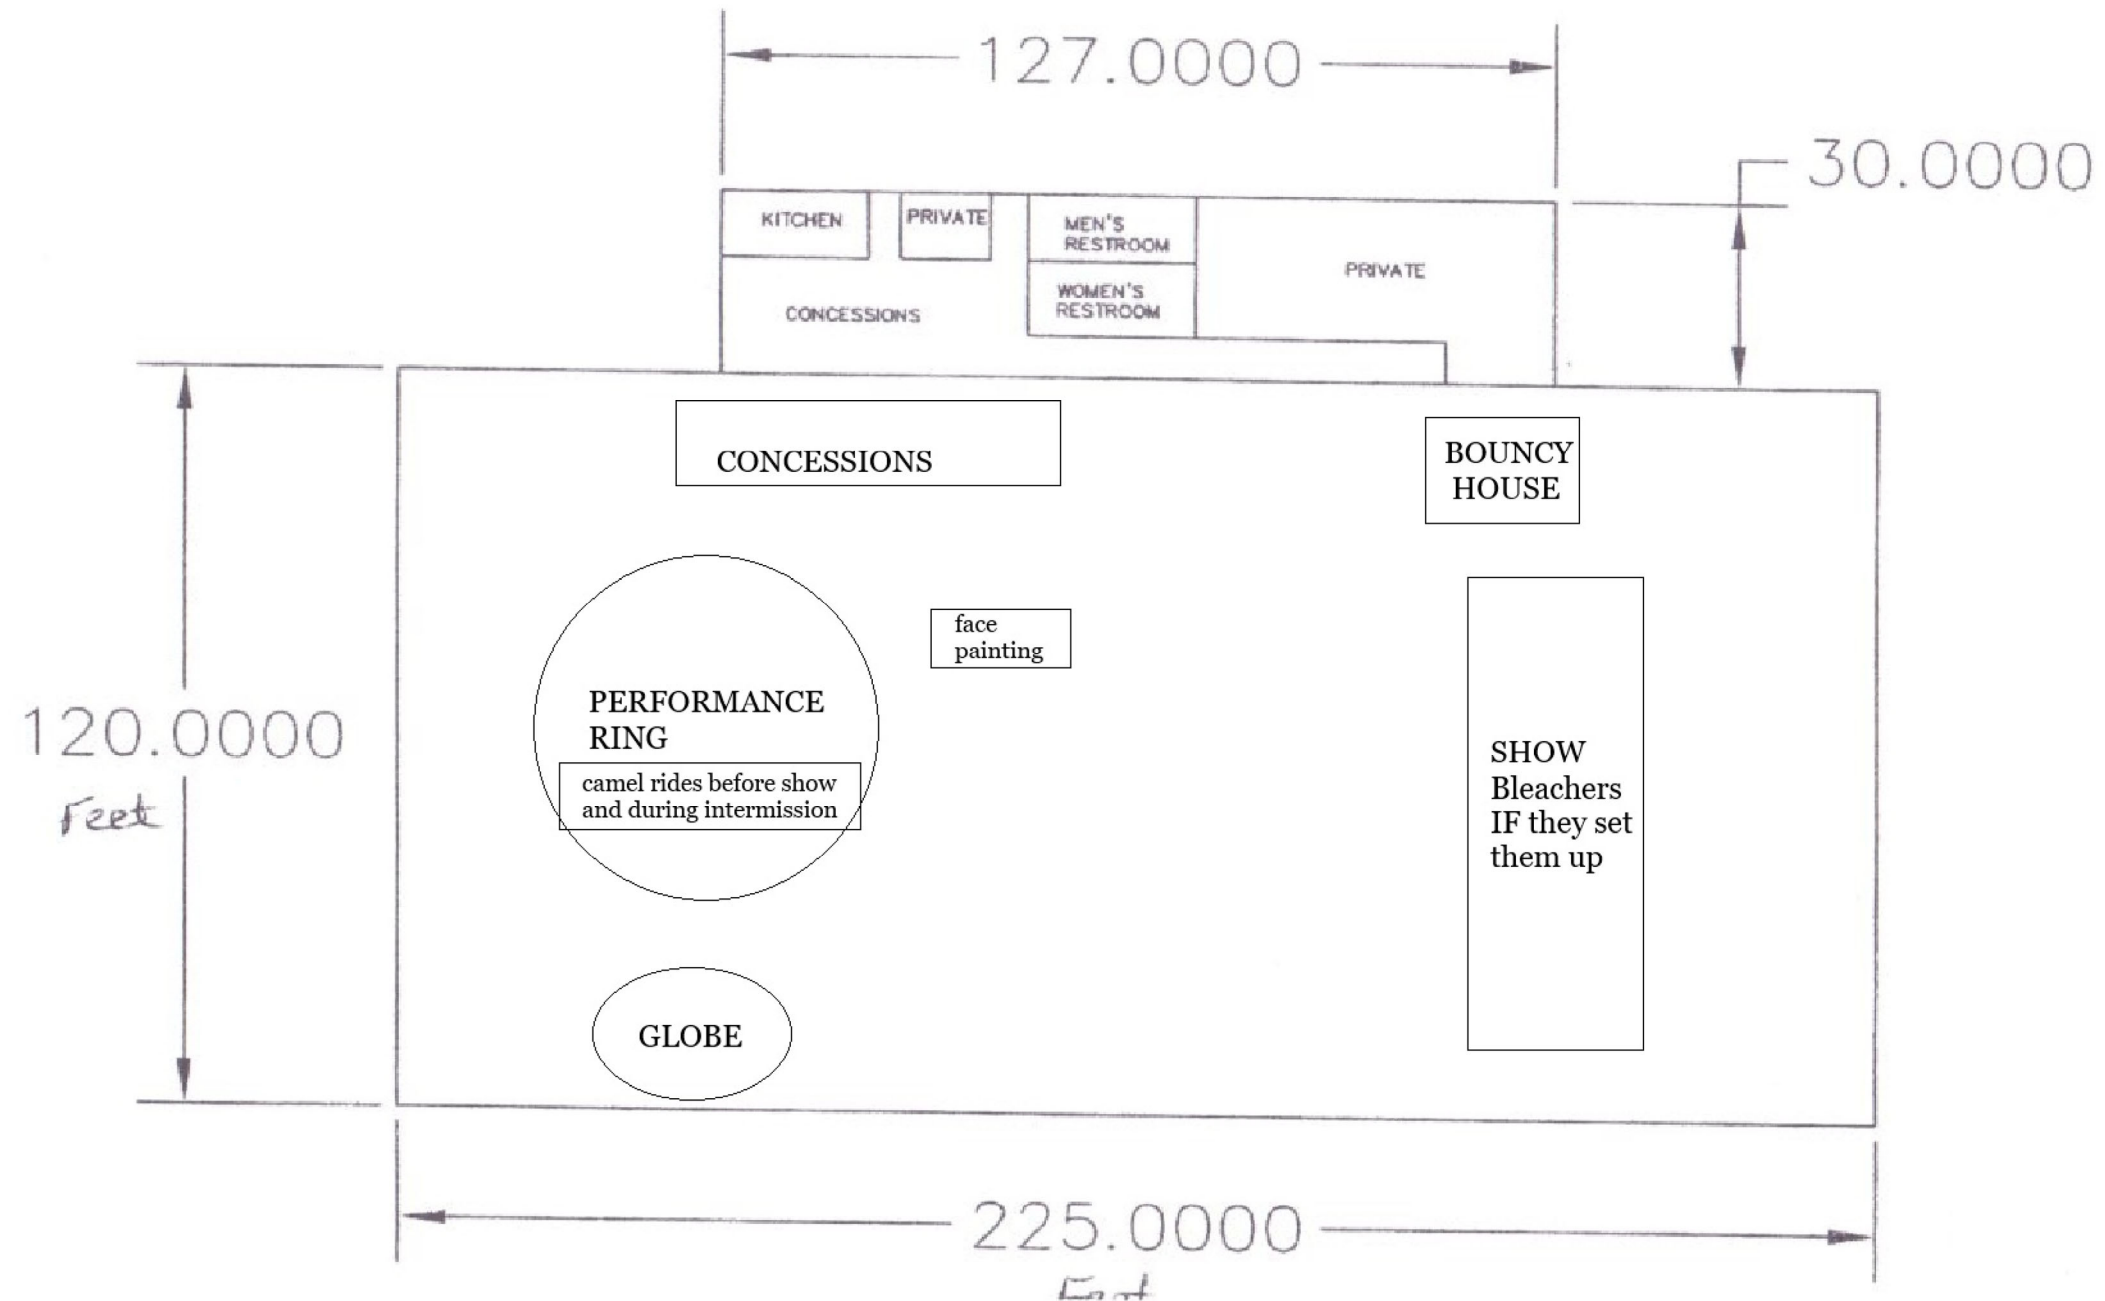 127.0000
30.0000
KITCHEN
PRIVATE
MEN'S
RESTROOM
PRIVATE
WOMEN'S
RESTROOM
CONCESSIONS
CONCESSIONS
BOUNCY
HOUSE
face
painting
PERFORMANCE
RING
camel rides before show
and during intermission
120.0000
Feet
SHOW
Bleachers
IF they set
them up
GLOBE
225.0000
Feet